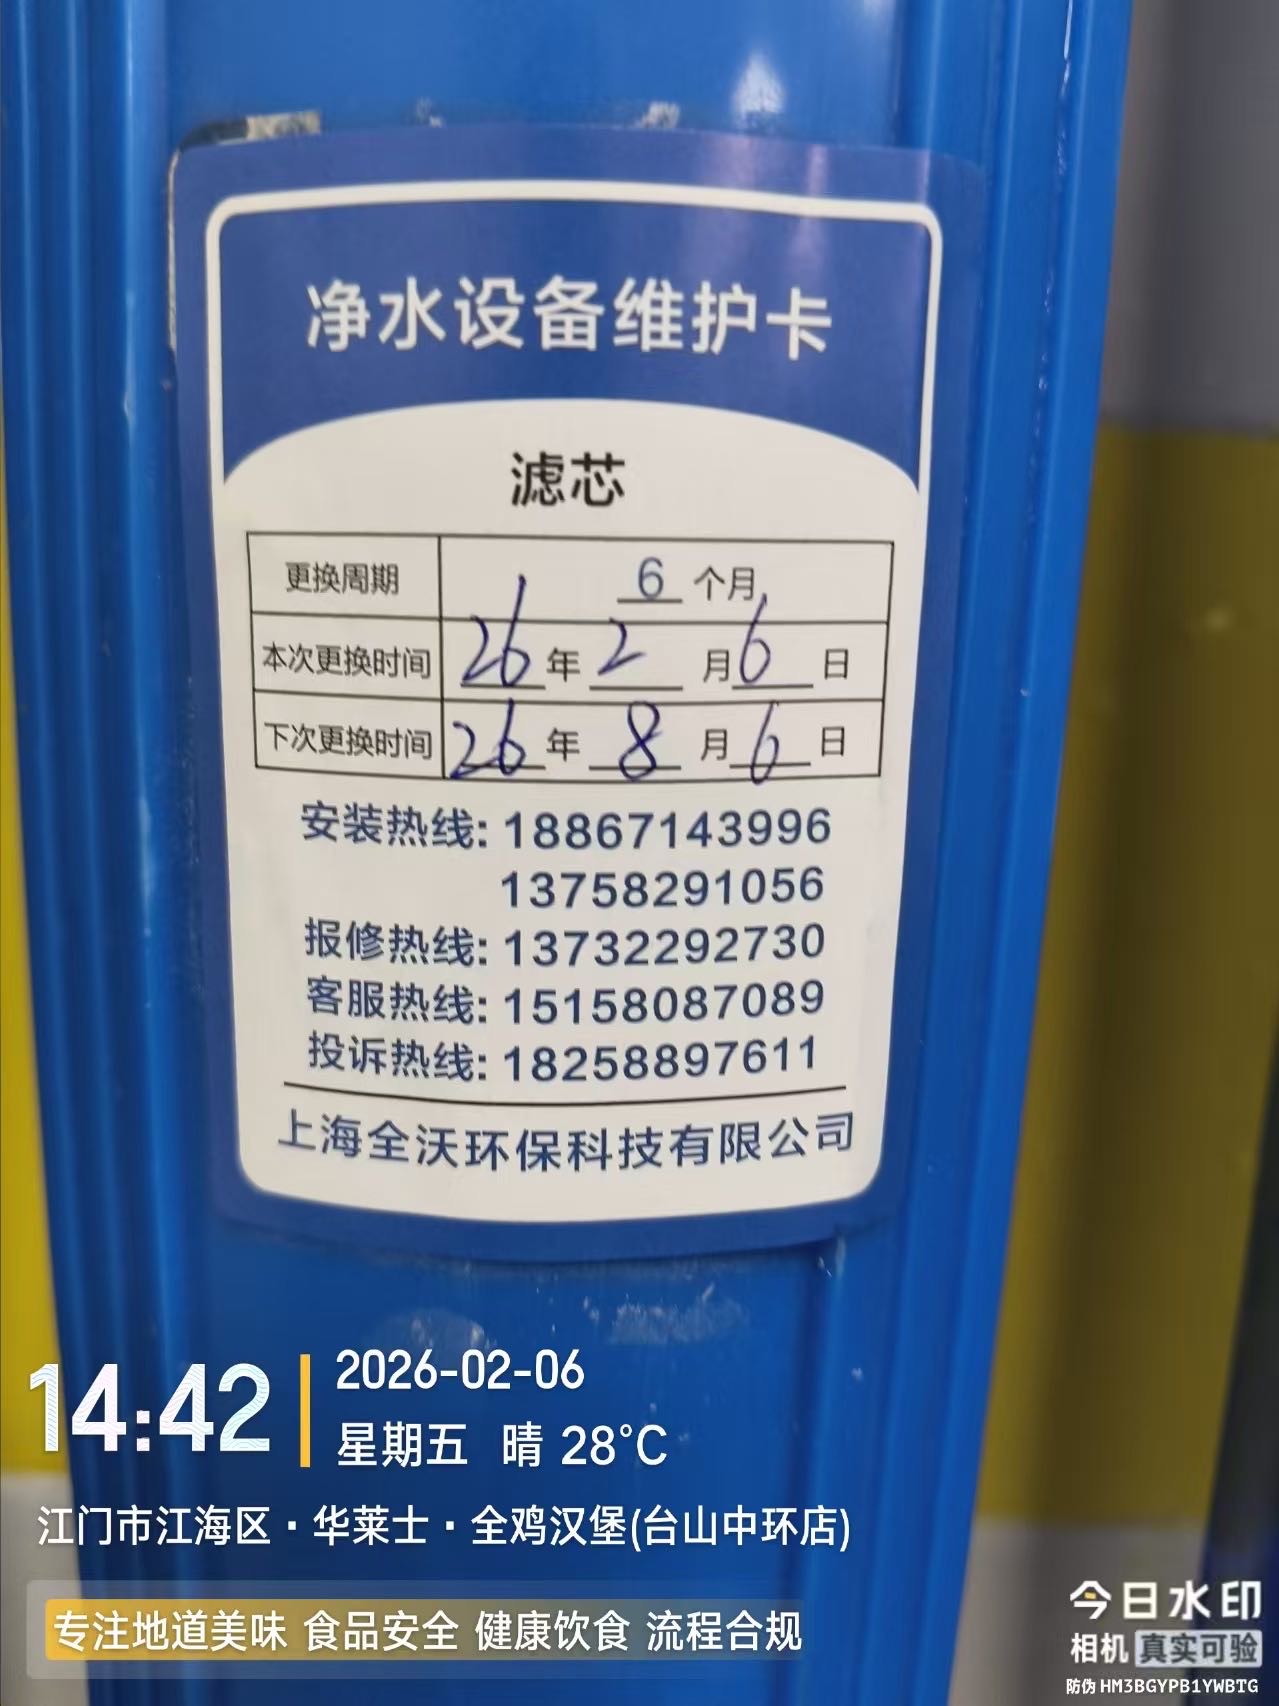 净水设备维护卡
滤芯
更换周期 6 个月
本次更换时间 26 年 2 月 6 日
下次更换时间 26 年 8 月 6 日
安装热线: 18867143996
13758291056
报修热线: 13732292730
客服热线: 15158087089
投诉热线: 18258897611
上海全沃环保科技有限公司
14:42
2026-02-06
星期五 晴 28°C
江门市江海区·华莱士·全鸡汉堡(台山中环店)
专注地道美味 食品安全 健康饮食 流程合规
今日水印
相机 真实可验
防伪 HM3BGYPB1YWBTG